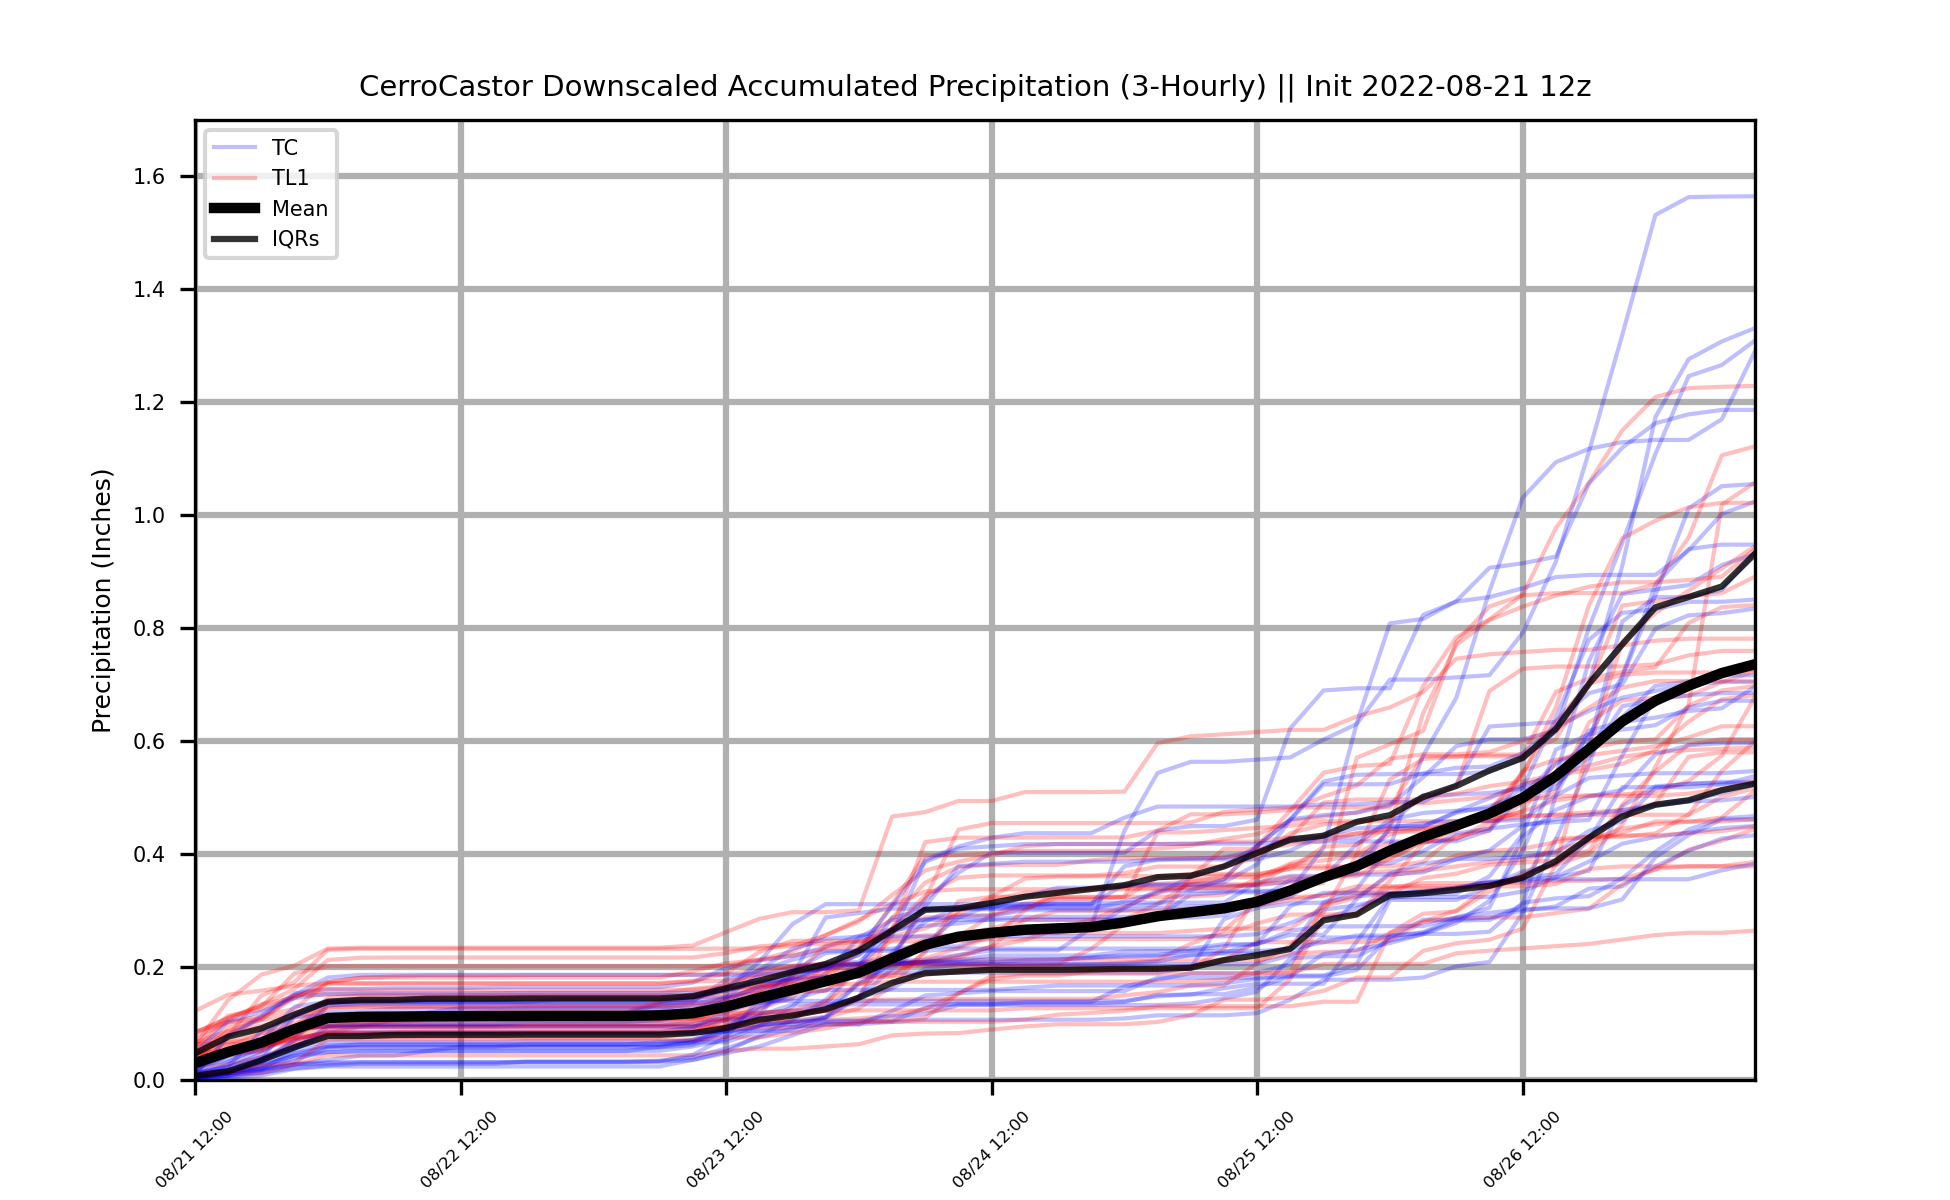 CerroCastor Downscaled Accumulated Precipitation (3-Hourly) || Init 2022-08-21 12z
TC
TL1
Mean
IQRs
Precipitation (Inches)
1.6
1.4
1.2
1.0
0.8
0.6
0.4
0.2
0.0
08/21 12:00
08/22 12:00
08/23 12:00
08/24 12:00
08/25 12:00
08/26 12:00